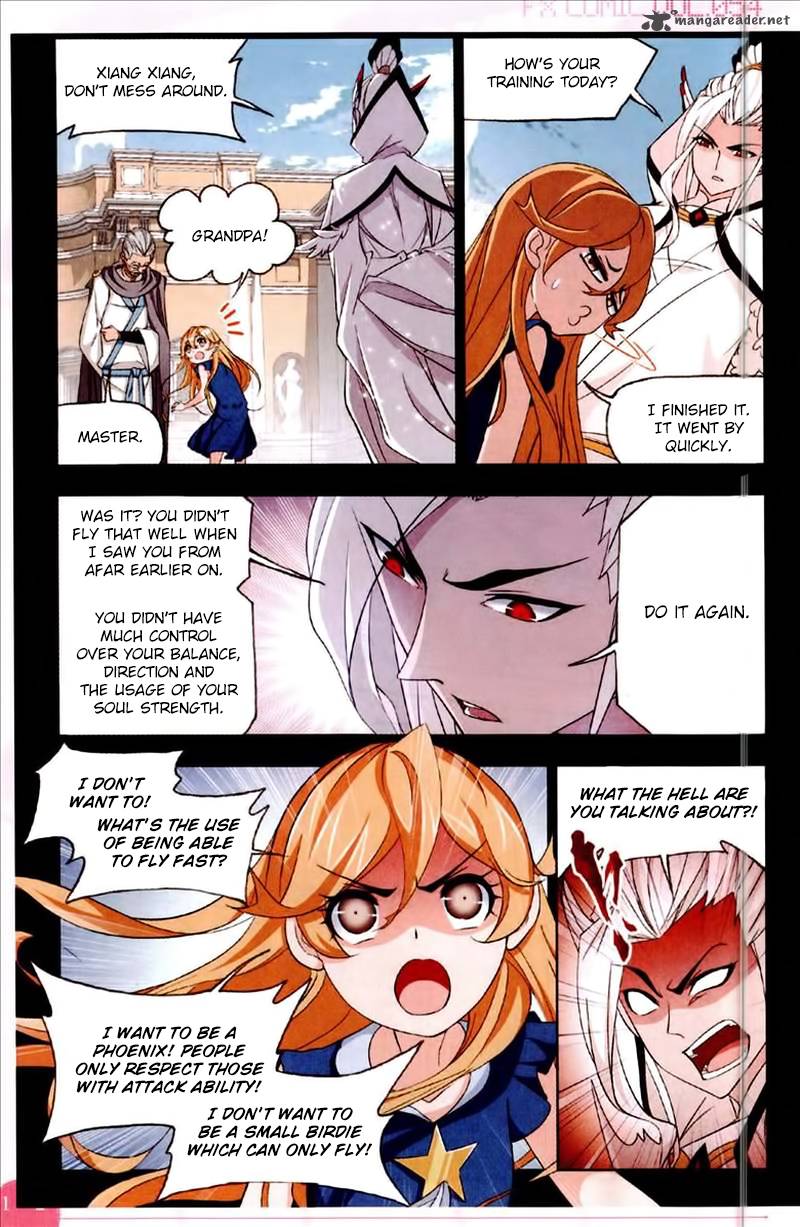 FX COMIC VOL.054
mangareader.net
XIANG XIANG,
DON'T MESS AROUND.
GRANDPA!
MASTER.
HOW'S YOUR
TRAINING TODAY?
I FINISHED IT.
IT WENT BY
QUICKLY.
WAS IT? YOU DIDN'T
FLY THAT WELL WHEN
I SAW YOU FROM
AFAR EARLIER ON.
YOU DIDN'T HAVE
MUCH CONTROL
OVER YOUR BALANCE,
DIRECTION AND
THE USAGE OF YOUR
SOUL STRENGTH.
DO IT AGAIN.
I DON'T
WANT TO!
WHAT'S THE USE
OF BEING ABLE
TO FLY FAST?
I WANT TO BE A
PHOENIX! PEOPLE
ONLY RESPECT THOSE
WITH ATTACK ABILITY!
I DON'T WANT TO
BE A SMALL BIRDIE
WHICH CAN ONLY FLY!
WHAT THE HELL ARE
YOU TALKING ABOUT?!